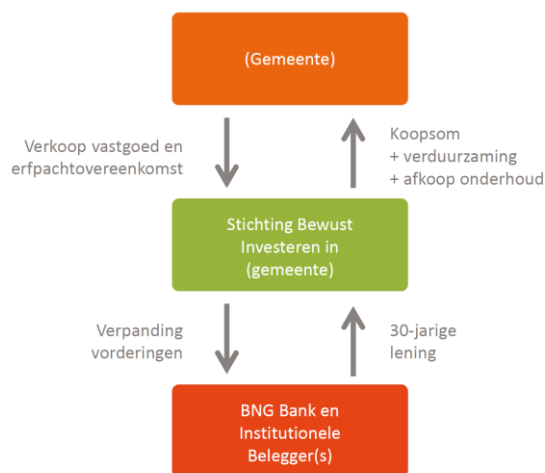 (Gemeente)
Verkoop vastgoed en
erfpachtovereenkomst
Koopsom
+ verduurzaming
+ afkoop onderhoud
Stichting Bewust
Investeren in
(gemeente)
Verpanding
vorderingen
30-jarige
lening
BNG Bank en
Institutionele
Belegger(s)